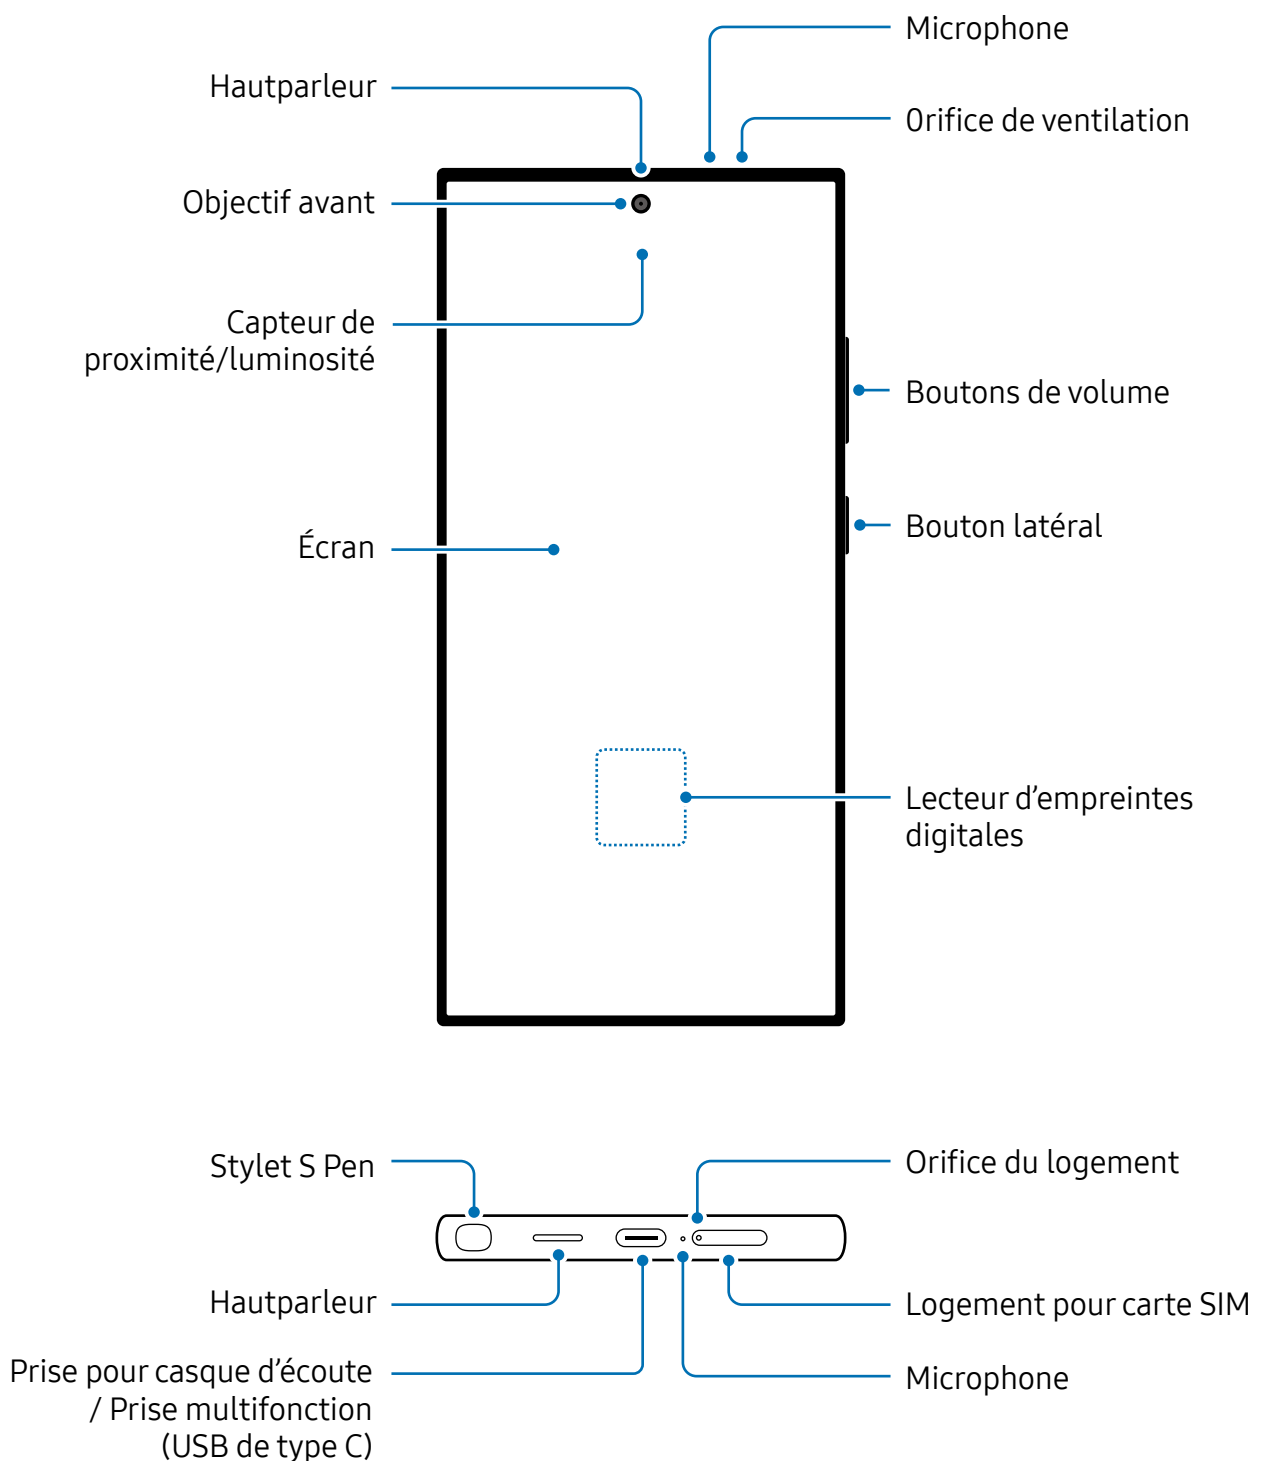 Microphone
Hautparleur
0rifice de ventilation
Objectif avant
Capteur de
proximité/luminosité
Boutons de volume
Bouton latéral
Écran
Lecteur d’empreintes
digitales
Stylet S Pen
Orifice du logement
Hautparleur
Logement pour carte SIM
Prise pour casque d’écoute
/ Prise multifonction
(USB de type C)
Microphone